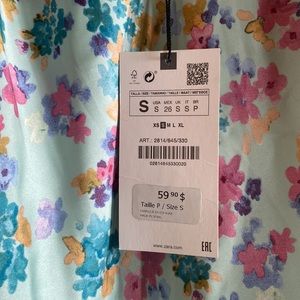 TALLA / SIZE / TAMANHO / TAILLE / MAAT / WIELKOŚĆ
S
USA MEX UK IT BR
S 26 S S P
XS S M L XL
ART.: 2814/645/330
02814645330020
59 90 $
Taille P / Size S
www.zara.com
EAC